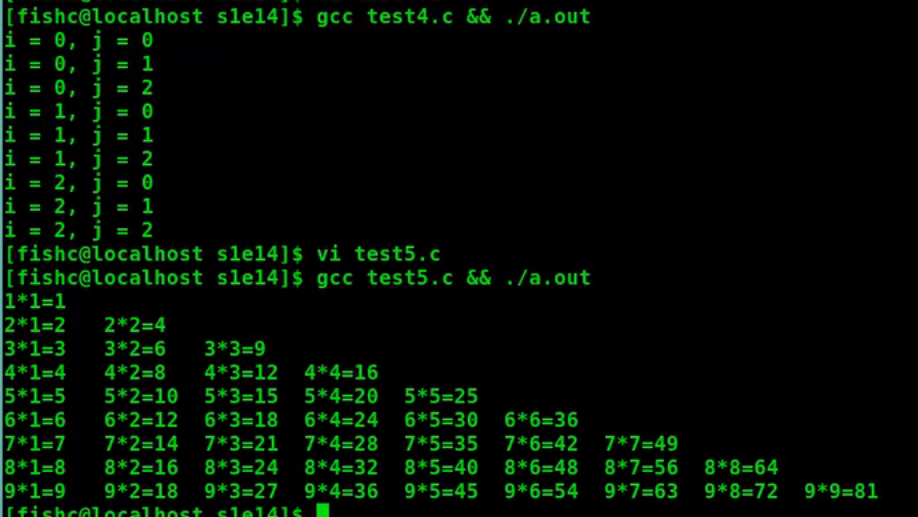 [fishc@localhost s1e14]$ gcc test4.c && ./a.out
i = 0, j = 0
i = 0, j = 1
i = 0, j = 2
i = 1, j = 0
i = 1, j = 1
i = 1, j = 2
i = 2, j = 0
i = 2, j = 1
i = 2, j = 2
[fishc@localhost s1e14]$ vi test5.c
[fishc@localhost s1e14]$ gcc test5.c && ./a.out
1*1=1
2*1=2   2*2=4
3*1=3   3*2=6   3*3=9
4*1=4   4*2=8   4*3=12  4*4=16
5*1=5   5*2=10  5*3=15  5*4=20  5*5=25
6*1=6   6*2=12  6*3=18  6*4=24  6*5=30  6*6=36
7*1=7   7*2=14  7*3=21  7*4=28  7*5=35  7*6=42  7*7=49
8*1=8   8*2=16  8*3=24  8*4=32  8*5=40  8*6=48  8*7=56  8*8=64
9*1=9   9*2=18  9*3=27  9*4=36  9*5=45  9*6=54  9*7=63  9*8=72  9*9=81
[fishc@localhost s1e14]$